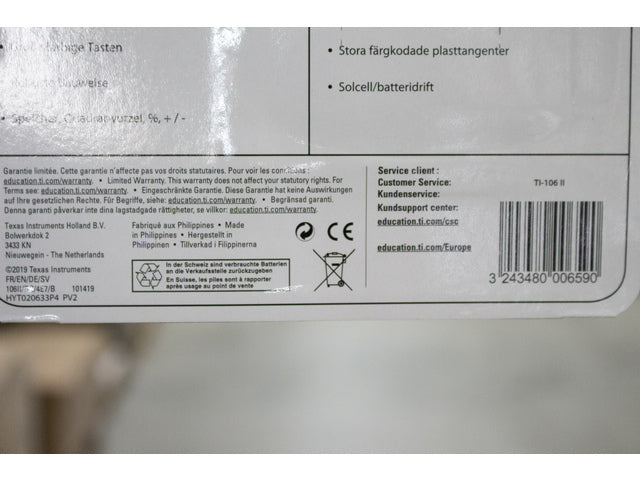 Tasten
Speicher, Quadratwurzel, %, + / -
• Stora färgkodade plasttangenter
• Solcell/batteridrift
Garantie limitée. Cette garantie n'affecte pas vos droits statutaires. Pour voir les conditions :
education.ti.com/warranty. • Limited Warranty. This warranty does not affect your statutory rights. For
Terms see: education.ti.com/warranty. • Eingeschränkte Garantie. Diese Garantie hat keine Auswirkungen
auf Ihre gesetzlichen Rechte. Für Begriffe, siehe: education.ti.com/warranty. • Begränsad garanti.
Denna garanti påverkar inte dina lagstadgade rättigheter, se villkor: education.ti.com/warranty.
Texas Instruments Holland B.V.
Bolwerkdok 2
3433 KN
Nieuwegein - The Netherlands
©2019 Texas Instruments
FR/EN/DE/SV
101419
HYT020633P4 PV2
Fabriqué aux Philippines • Made
in Philippines • Hergestellt in
Philippinen • Tillverkad i Filippinerna
CE
In der Schweiz sind verbrauchte Batterien
an die Verkaufsstelle zurückzugeben
En Suisse, les piles sont à rapporter
après usage au point de vente
Service client :
Customer Service:
Kundenservice:
Kundsupport center:
education.ti.com/csc
education.ti.com/Europe
TI-106 II
3 243480 006590